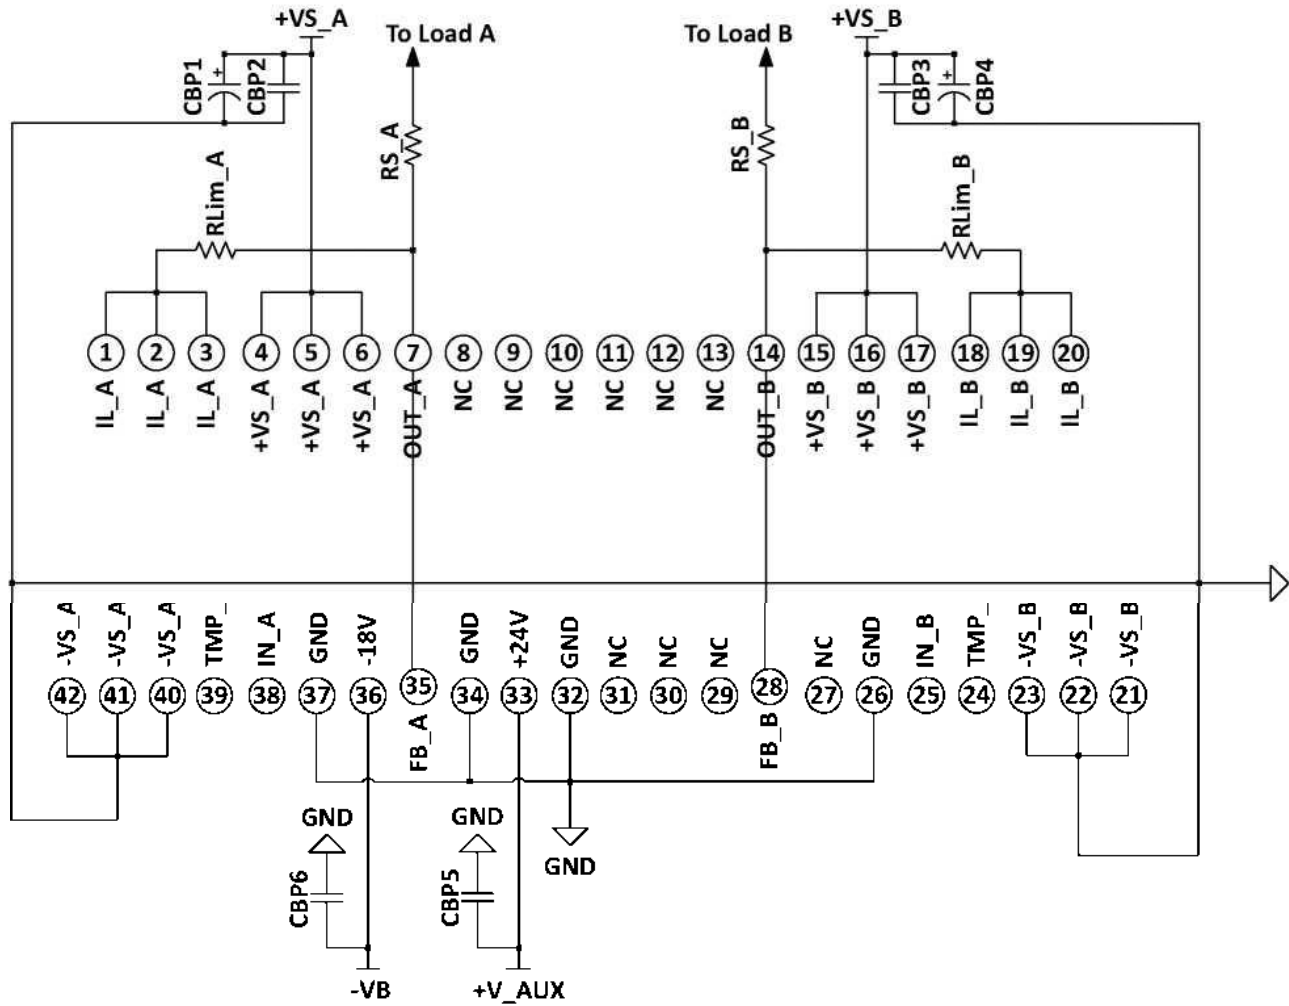 +VS_A
+VS_B
To Load A
To Load B
CBP1
+
CBP2
CBP3
+
CBP4
RS_A
RS_B
RLim_A
RLim_B
1 2 3 4 5 6 7 8 9 10 11 12 13 14 15 16 17 18 19 20
IL_A IL_A IL_A +VS_A +VS_A +VS_A OUT_A NC NC NC NC NC NC OUT_B +VS_B +VS_B +VS_B IL_B IL_B IL_B
-VS_A -VS_A -VS_A TMP_ IN_A GND -18V GND +24V GND NC NC NC NC GND IN_B TMP_ -VS_B -VS_B -VS_B
42 41 40 39 38 37 36 35 34 33 32 31 30 29 28 27 26 25 24 23 22 21
FB_A
FB_B
GND
GND
GND
CBP6
CBP5
-VB
+V_AUX